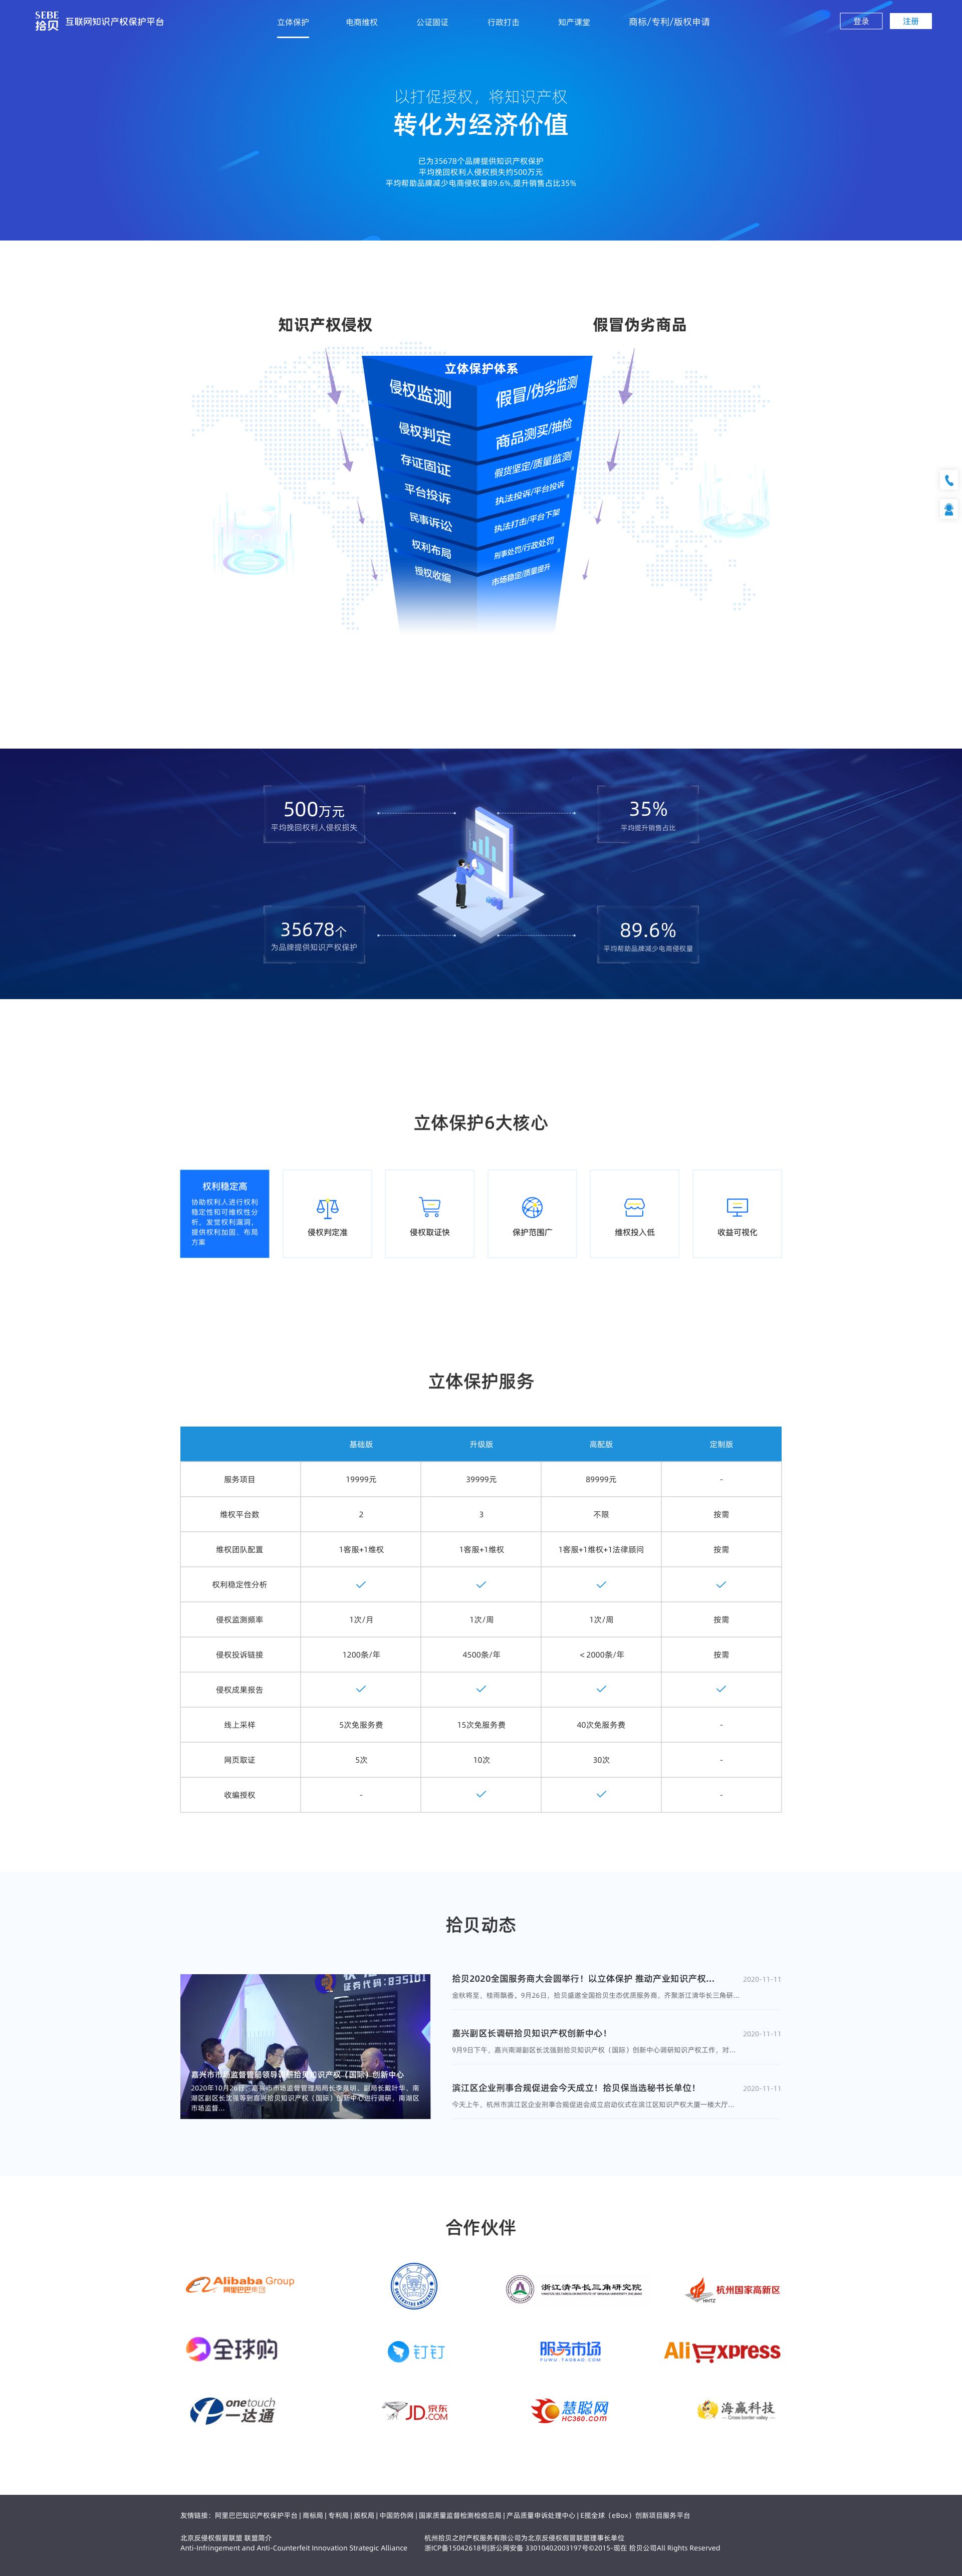 SEBE
拾贝
互联网知识产权保护平台
立体保护
电商维权
公证固证
行政打击
知产课堂
商标/专利/版权申请
登录
注册
以打促授权，将知识产权
转化为经济价值
已为35678个品牌提供知识产权保护
平均挽回权利人侵权损失约500万元
平均帮助品牌减少电商侵权量89.6%,提升销售占比35%
知识产权侵权
假冒伪劣商品
立体保护体系
侵权监测
假冒/伪劣监测
侵权判定
商品测买/抽检
存证固证
假货坚定/质量监测
平台投诉
执法投诉/平台投诉
民事诉讼
执法打击/平台下架
权利布局
刑事处罚/行政处罚
授权收编
市场稳定/质量提升
500万元
平均挽回权利人侵权损失
35%
平均提升销售占比
35678个
为品牌提供知识产权保护
89.6%
平均帮助品牌减少电商侵权量
立体保护6大核心
权利稳定高
协助权利人进行权利
稳定性和可维权性分
析、发觉权利漏洞，
提供权利加固、布局
方案
侵权判定准
侵权取证快
保护范围广
维权投入低
收益可视化
立体保护服务
基础版 升级版 高配版 定制版
服务项目 19999元 39999元 89999元 -
维权平台数 2 3 不限 按需
维权团队配置 1客服+1维权 1客服+1维权 1客服+1维权+1法律顾问 按需
权利稳定性分析
侵权监测频率 1次/月 1次/周 1次/周 按需
侵权投诉链接 1200条/年 4500条/年 ＜2000条/年 按需
侵权成果报告
线上采样 5次免服务费 15次免服务费 40次免服务费 -
网页取证 5次 10次 30次 -
收编授权 - -
拾贝动态
证券代码:835101
嘉兴市市场监督管局领导调研拾贝知识产权（国际）创新中心
2020年10月26日，嘉兴市市场监督管理局局长李泉明、副局长戴叶华、南
湖区副区长沈强等到嘉兴拾贝知识产权（国际）创新中心进行调研，南湖区
市场监督...
拾贝2020全国服务商大会圆举行！以立体保护 推动产业知识产权...
2020-11-11
金秋将至，桂雨飘香。9月26日，拾贝盛邀全国拾贝生态优质服务商，齐聚浙江清华长三角研...
嘉兴副区长调研拾贝知识产权创新中心！
2020-11-11
9月9日下午，嘉兴南湖副区长沈强到拾贝知识产权（国际）创新中心调研知识产权工作，对...
滨江区企业刑事合规促进会今天成立！拾贝保当选秘书长单位！
2020-11-11
今天上午，杭州市滨江区企业刑事合规促进会成立启动仪式在滨江区知识产权大厦一楼大厅...
合作伙伴
Alibaba Group
阿里巴巴集团
浙江清华长三角研究院
HHTZ
杭州国家高新区
全球购
钉钉
服务市场
FUWU.TAOBAO.COM
AliExpress
onetouch
一达通
JD.COM 京东
慧聪网
HC360.com
海赢科技
Cross border valley
友情链接：阿里巴巴知识产权保护平台 | 商标局 | 专利局 | 版权局 | 中国防伪网 | 国家质量监督检测检疫总局 | 产品质量申诉处理中心 | E揽全球（eBox）创新项目服务平台
北京反侵权假冒联盟 联盟简介
杭州拾贝之时产权服务有限公司为北京反侵权假冒联盟理事长单位
Anti-Infringement and Anti-Counterfeit Innovation Strategic Alliance
浙ICP备15042618号|浙公网安备 33010402003197号©2015-现在 拾贝公司All Rights Reserved